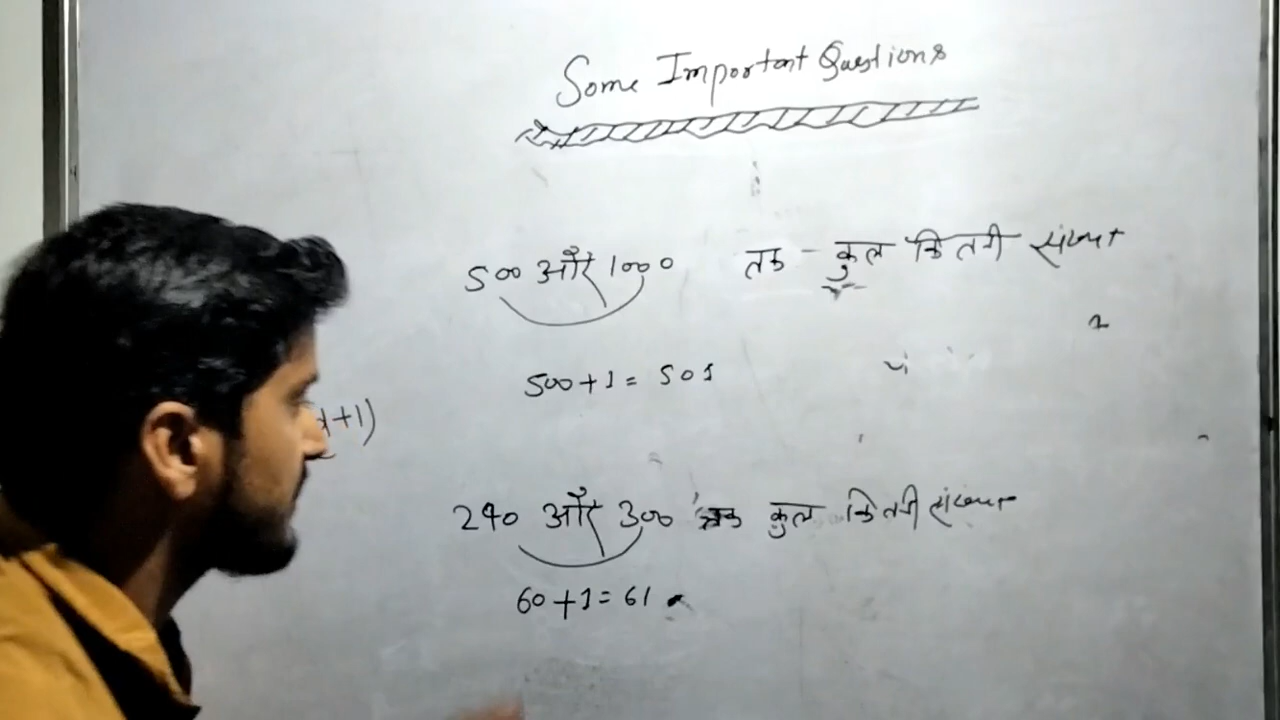 Some Important Questions
500 और 1000 तक - कुल कितनी संख्या
500+1= 501
+1)
240 और 300 तक कुल कितनी संख्या
60+1=61